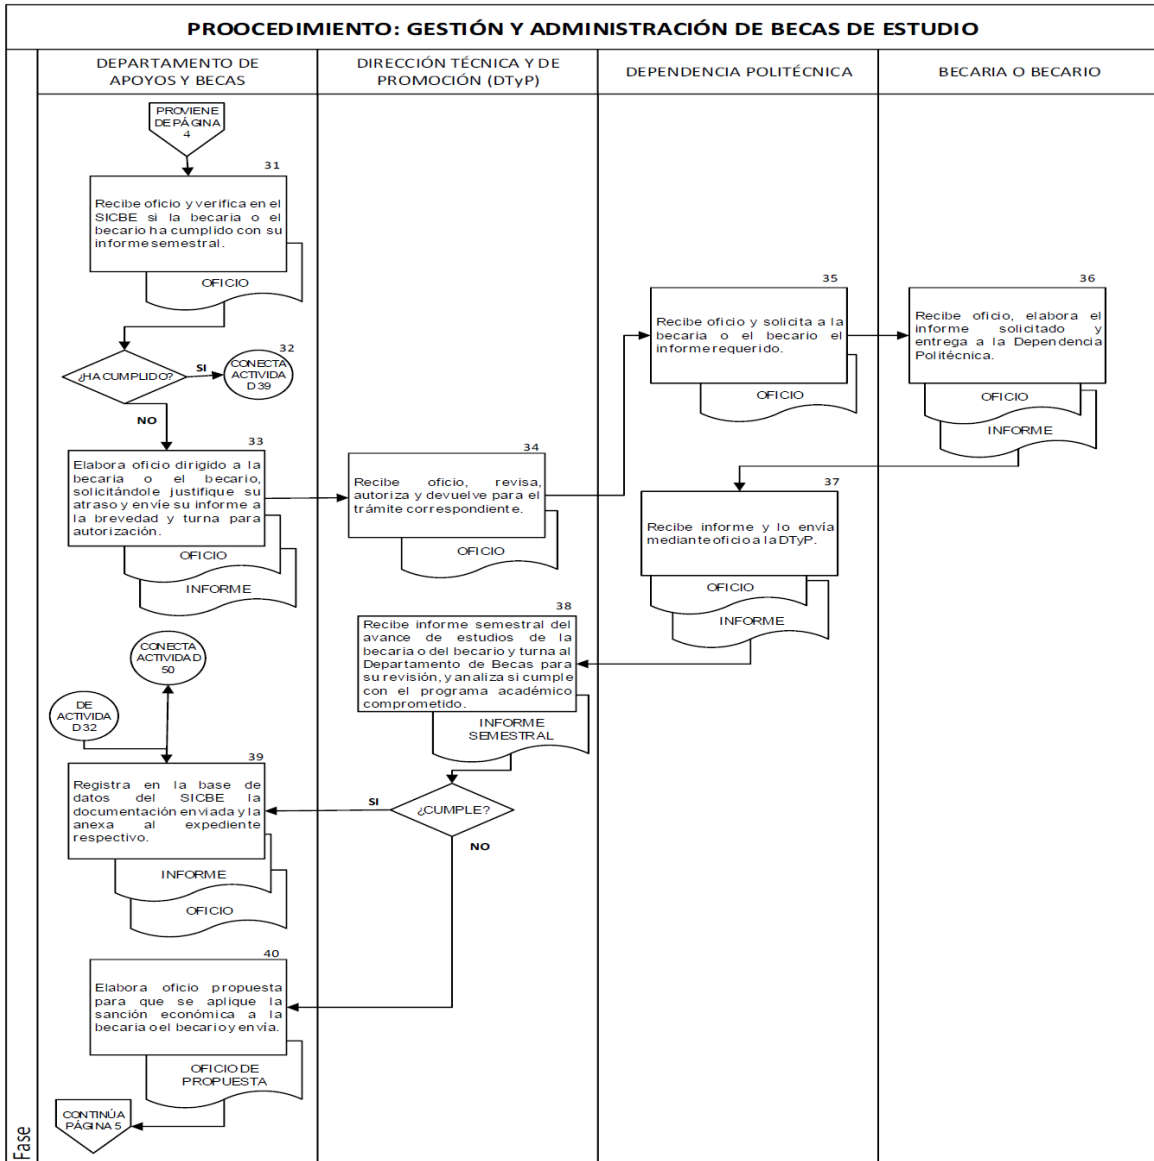 PROOCEDIMIENTO: GESTIÓN Y ADMINISTRACIÓN DE BECAS DE ESTUDIO
DEPARTAMENTO DE
APOYOS Y BECAS
DIRECCIÓN TÉCNICA Y DE
PROMOCIÓN (DTyP)
DEPENDENCIA POLITÉCNICA
BECARIA O BECARIO
PROVIENE
DE PÁGINA
4
31
Recibe oficio y verifica en el
SICBE si la becaria o el
becario ha cumplido con su
informe semestral.
OFICIO
¿HA CUMPLIDO?
SI
32
CONECTA
ACTIVIDA
D 39
NO
33
Elabora oficio dirigido a la
becaria o el becario,
solicitándole justifique su
atraso y envíe su informe a
la brevedad y turna para
autorización.
OFICIO
INFORME
34
Recibe oficio, revisa,
autoriza y devuelve para el
trámite correspondiente.
OFICIO
35
Recibe oficio y solicita a la
becaria o el becario el
informe requerido.
OFICIO
36
Recibe oficio, elabora el
informe solicitado y
entrega a la Dependencia
Politécnica.
OFICIO
INFORME
37
Recibe informe y lo envía
mediante oficio a la DTyP.
OFICIO
INFORME
38
Recibe informe semestral del
avance de estudios de la
becaria o del becario y turna al
Departamento de Becas para
su revisión, y analiza si cumple
con el programa académico
comprometido.
INFORME
SEMESTRAL
¿CUMPLE?
SI
NO
CONECTA
ACTIVIDAD
50
DE
ACTIVIDA
D 32
39
Registra en la base de
datos del SICBE la
documentación enviada y la
anexa al expediente
respectivo.
INFORME
OFICIO
40
Elabora oficio propuesta
para que se aplique la
sanción económica a la
becaria o el becario y envía.
OFICIO DE
PROPUESTA
CONTINÚA
PÁGINA 5
Fase